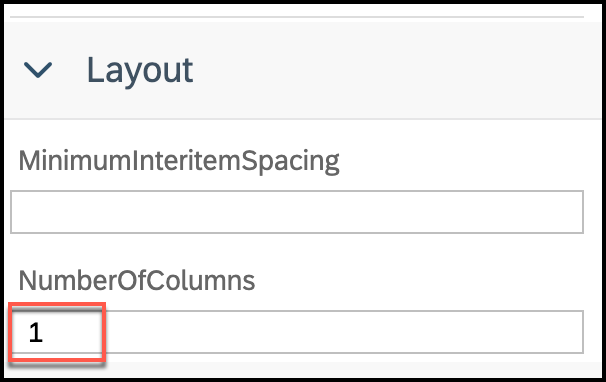 Layout
MinimumInteritemSpacing
NumberOfColumns
1